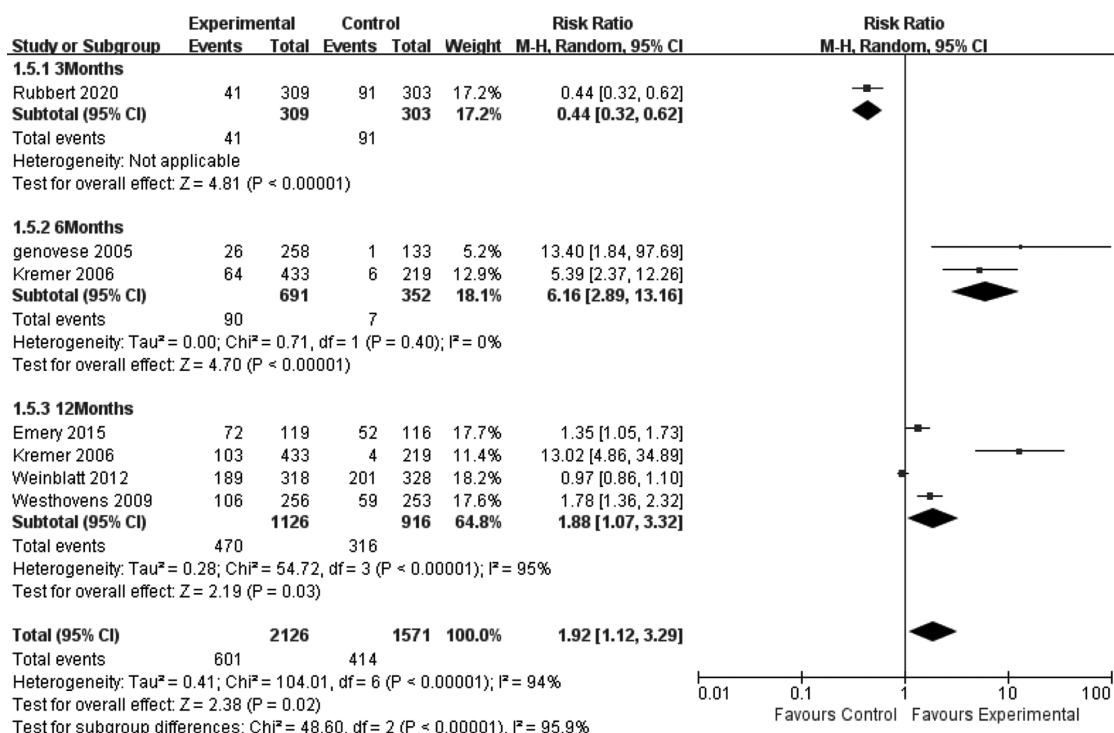 Experimental Control Risk Ratio Risk Ratio
Study or Subgroup Events Total Events Total Weight M-H, Random, 95% CI M-H, Random, 95% CI
1.5.1 3Months
Rubbert 2020 41 309 91 303 17.2% 0.44 [0.32, 0.62]
Subtotal (95% CI) 309 303 17.2% 0.44 [0.32, 0.62]
Total events 41 91
Heterogeneity: Not applicable
Test for overall effect: Z = 4.81 (P < 0.00001)
1.5.2 6Months
genovese 2005 26 258 1 133 5.2% 13.40 [1.84, 97.69]
Kremer 2006 64 433 6 219 12.9% 5.39 [2.37, 12.26]
Subtotal (95% CI) 691 352 18.1% 6.16 [2.89, 13.16]
Total events 90 7
Heterogeneity: Tau² = 0.00; Chi² = 0.71, df = 1 (P = 0.40); I² = 0%
Test for overall effect: Z = 4.70 (P < 0.00001)
1.5.3 12Months
Emery 2015 72 119 52 116 17.7% 1.35 [1.05, 1.73]
Kremer 2006 103 433 4 219 11.4% 13.02 [4.86, 34.89]
Weinblatt 2012 189 318 201 328 18.2% 0.97 [0.86, 1.10]
Westhovens 2009 106 256 59 253 17.6% 1.78 [1.36, 2.32]
Subtotal (95% CI) 1126 916 64.8% 1.88 [1.07, 3.32]
Total events 470 316
Heterogeneity: Tau² = 0.28; Chi² = 54.72, df = 3 (P < 0.00001); I² = 95%
Test for overall effect: Z = 2.19 (P = 0.03)
Total (95% CI) 2126 1571 100.0% 1.92 [1.12, 3.29]
Total events 601 414
Heterogeneity: Tau² = 0.41; Chi² = 104.01, df = 6 (P < 0.00001); I² = 94%
Test for overall effect: Z = 2.38 (P = 0.02)
Test for subgroup differences: Chi² = 48.60, df = 2 (P < 0.00001), I² = 95.9%
0.01 0.1 1 10 100
Favours Control Favours Experimental